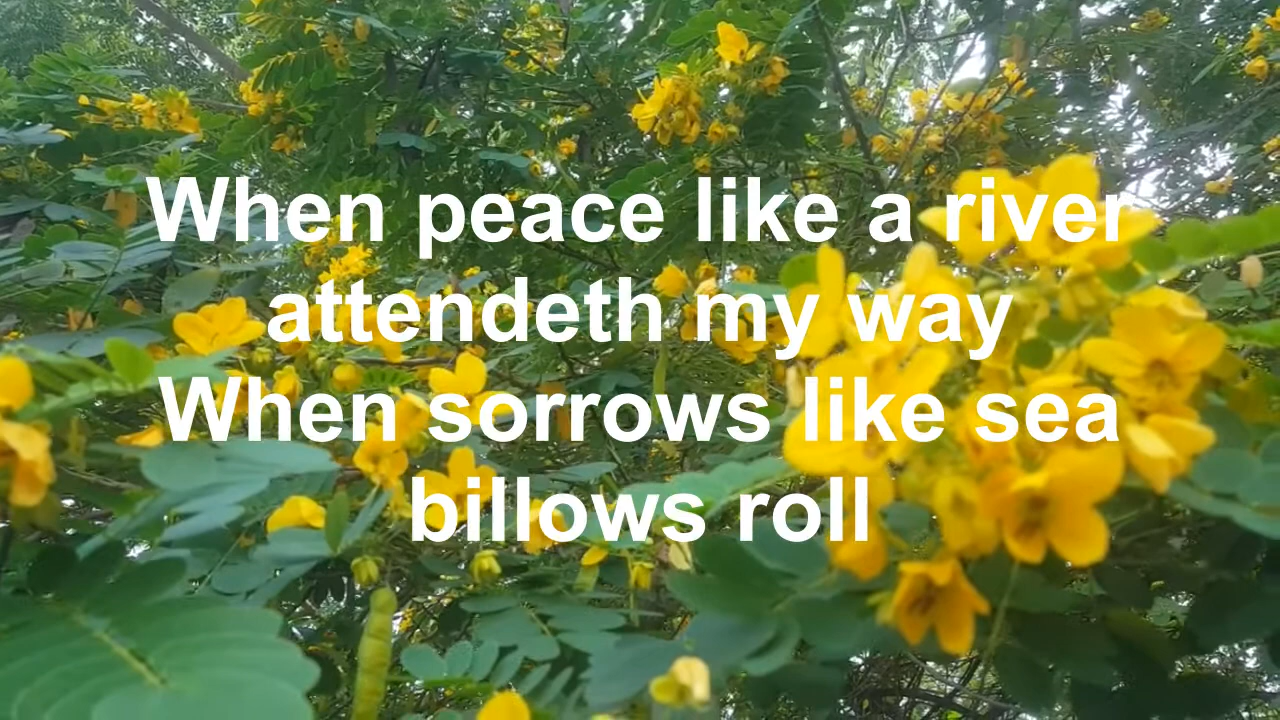 When peace like a river
attendeth my way
When sorrows like sea
billows roll